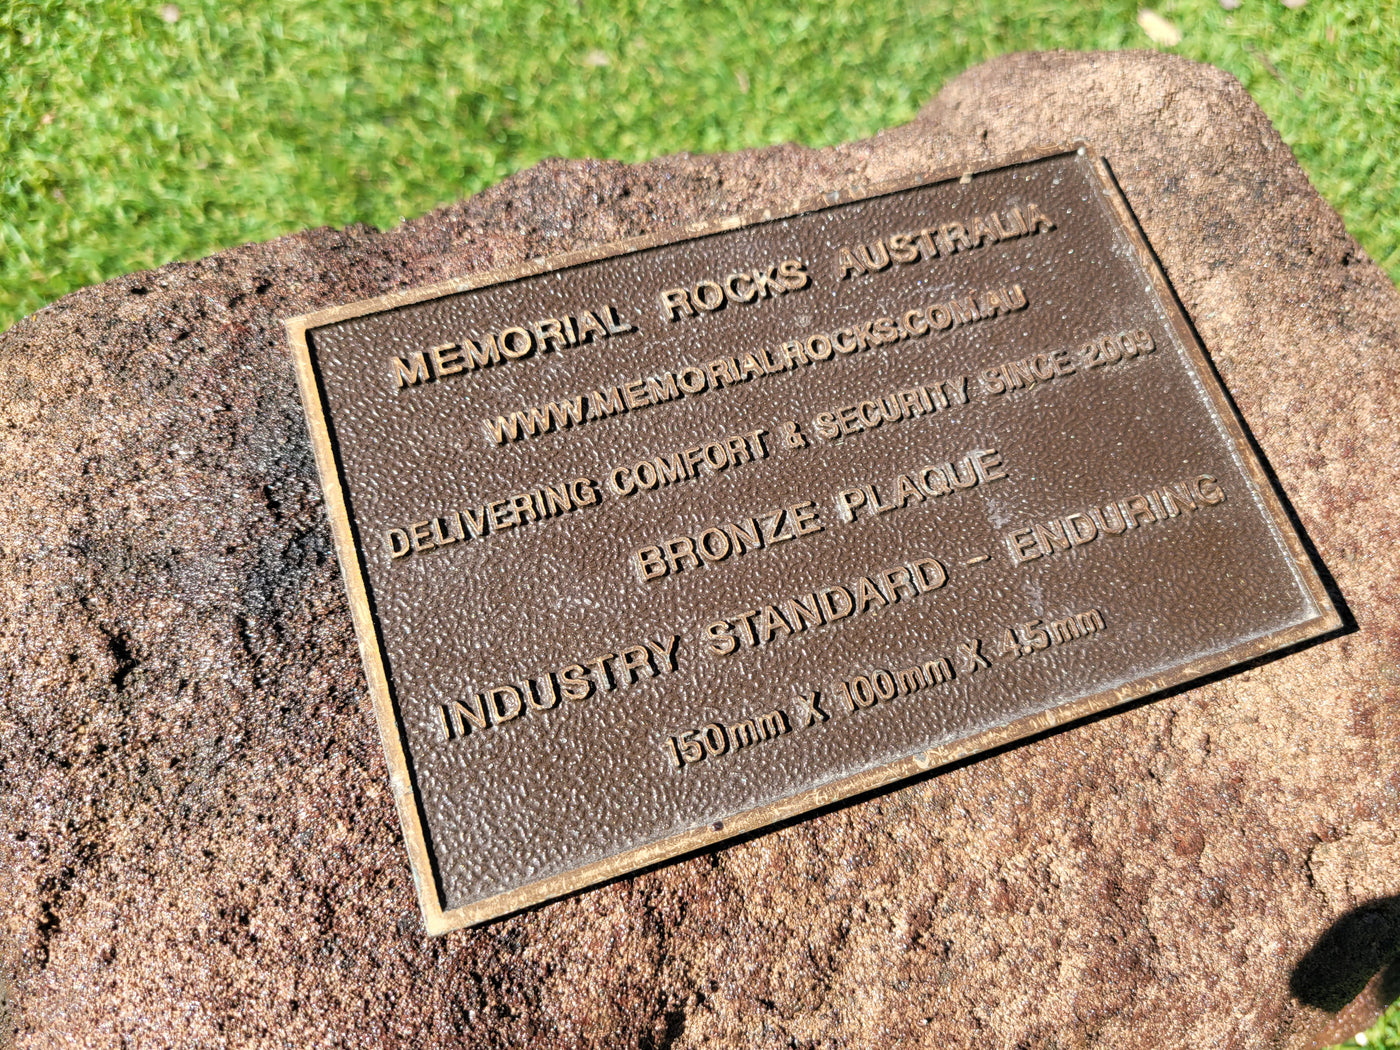 MEMORIAL ROCKS AUSTRALIA
WWW.MEMORIALROCKS.COM.AU
DELIVERING COMFORT & SECURITY SINCE 2009
BRONZE PLAQUE
INDUSTRY STANDARD - ENDURING
150mm X 100mm X 4.5mm